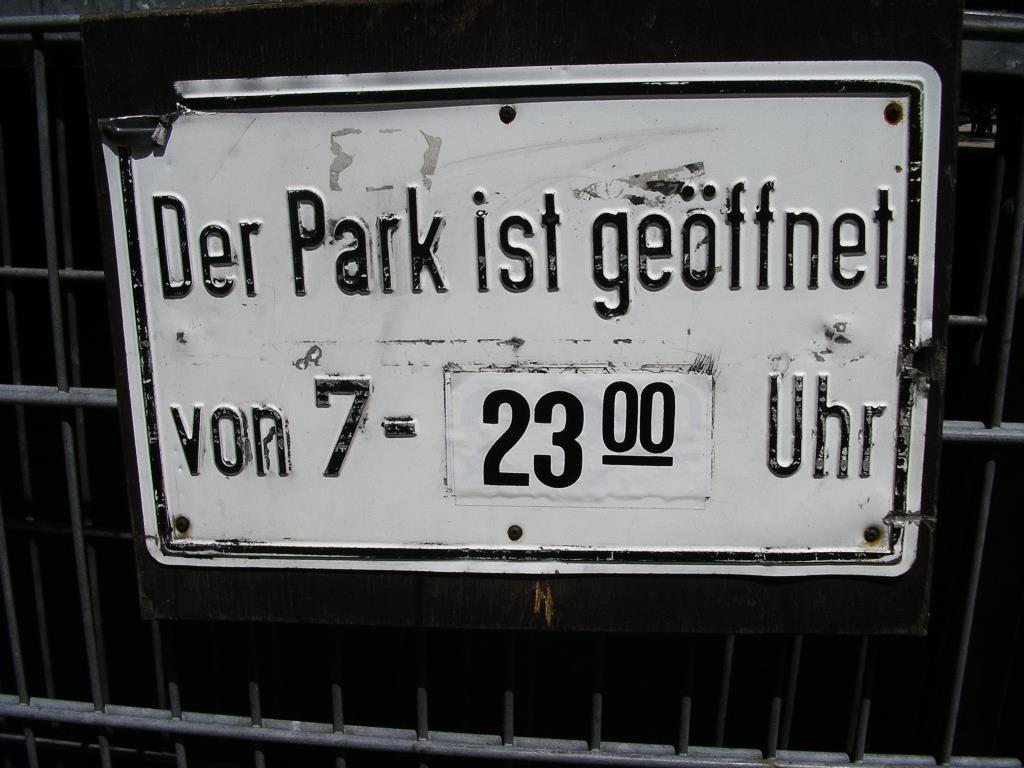 Der Park ist geöffnet
von 7 - 23 00 Uhr